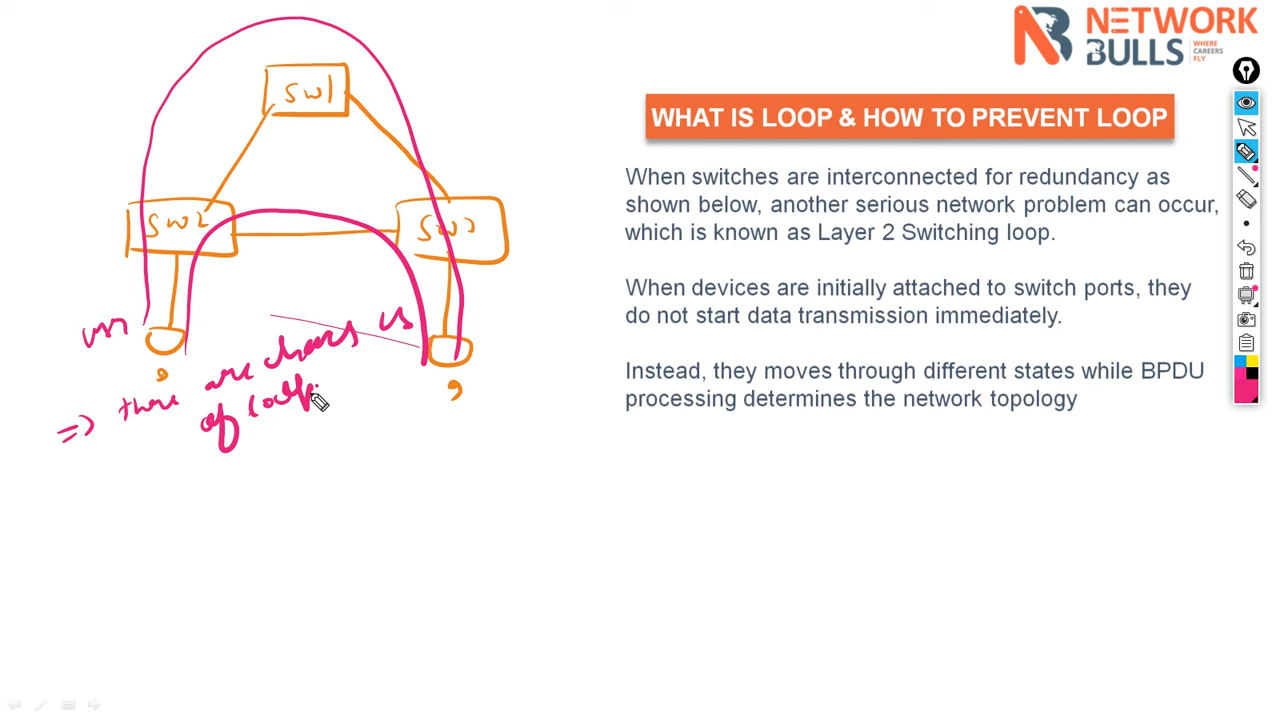 NETWORK
BULLS
WHERE
CAREERS
FLY
WHAT IS LOOP & HOW TO PREVENT LOOP
When switches are interconnected for redundancy as
shown below, another serious network problem can occur,
which is known as Layer 2 Switching loop.
When devices are initially attached to switch ports, they
do not start data transmission immediately.
Instead, they moves through different states while BPDU
processing determines the network topology
SW1
SW2
there are
of loop